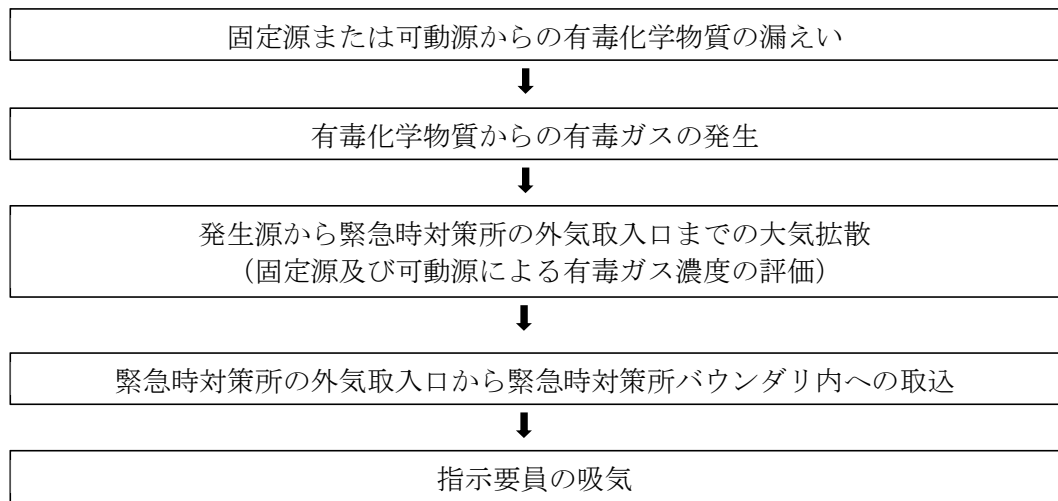 固定源または可動源からの有毒化学物質の漏えい
有毒化学物質からの有毒ガスの発生
発生源から緊急時対策所の外気取入口までの大気拡散
（固定源及び可動源による有毒ガス濃度の評価）
緊急時対策所の外気取入口から緊急時対策所バウンダリ内への取込
指示要員の吸気